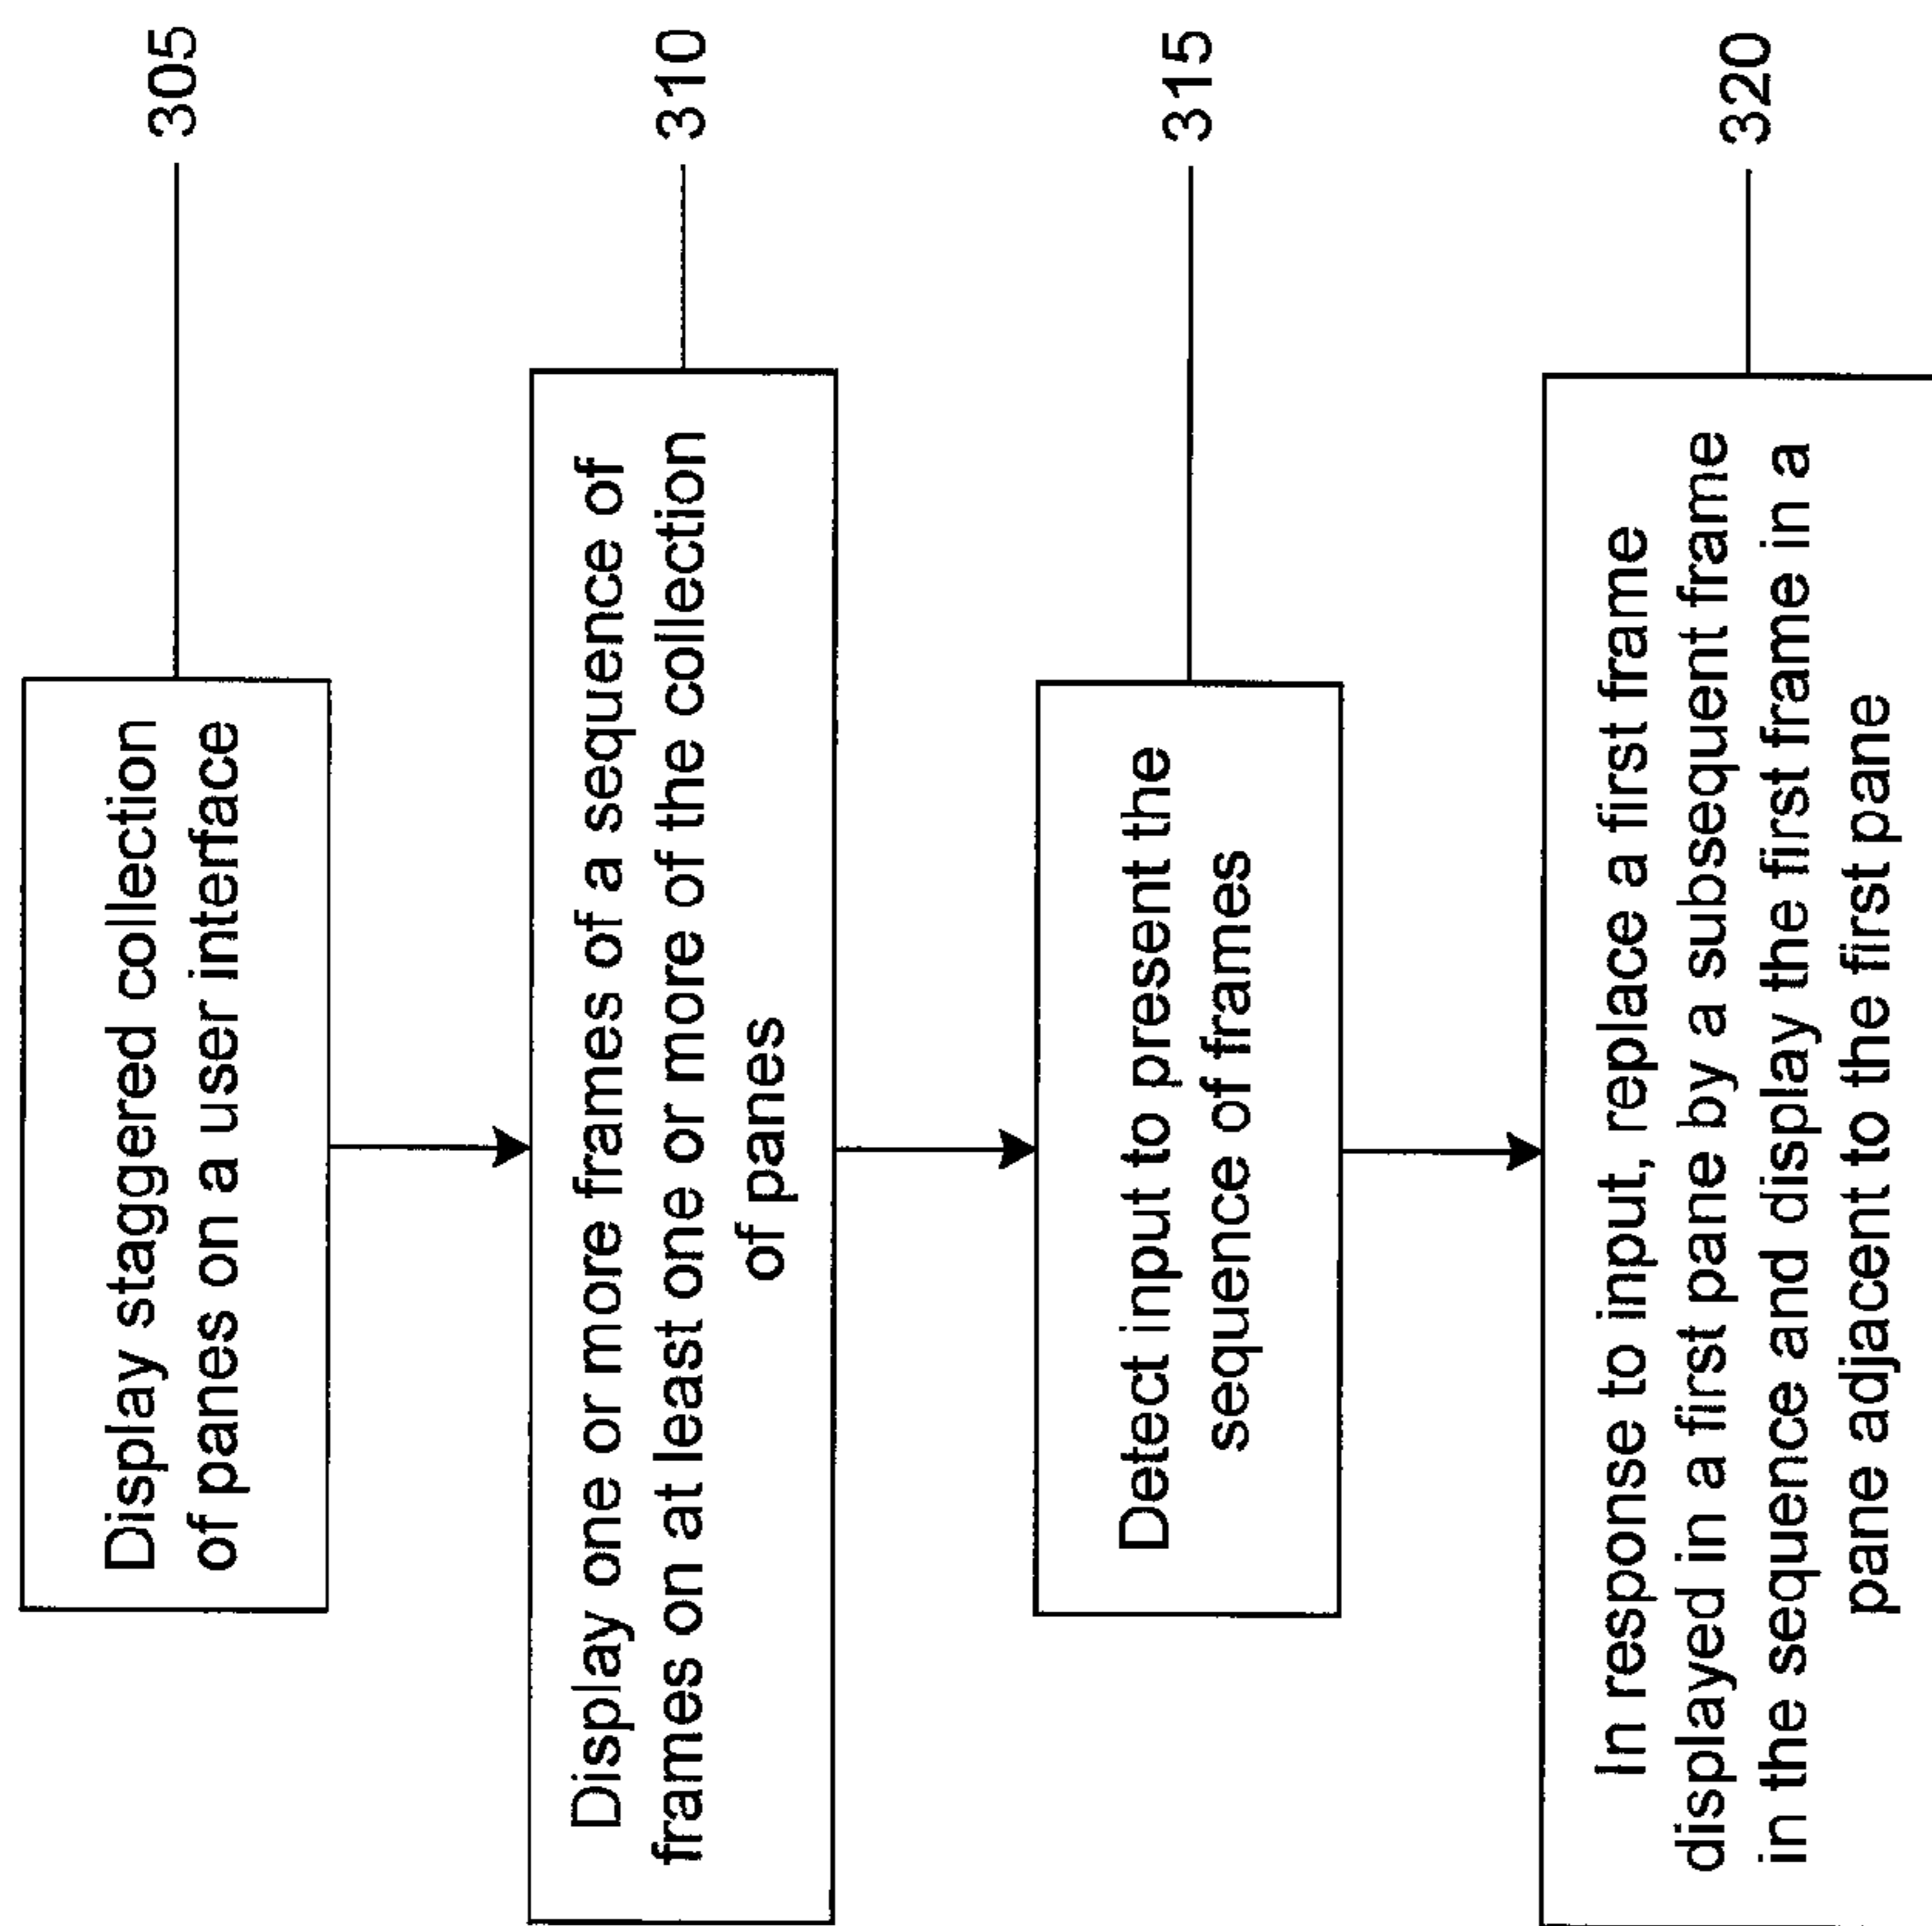 Display staggered collection
of panes on a user interface
305
Display one or more frames of a sequence of
frames on at least one or more of the collection
of panes
310
Detect input to present the
sequence of frames
315
In response to input, replace a first frame
displayed in a first pane by a subsequent frame
in the sequence and display the first frame in a
pane adjacent to the first pane
320